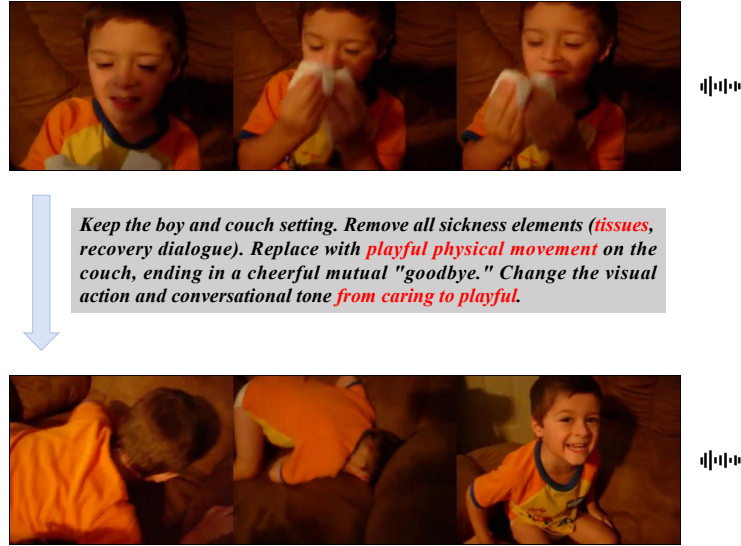 Keep the boy and couch setting. Remove all sickness elements (tissues,
recovery dialogue). Replace with playful physical movement on the
couch, ending in a cheerful mutual "goodbye." Change the visual
action and conversational tone from caring to playful.